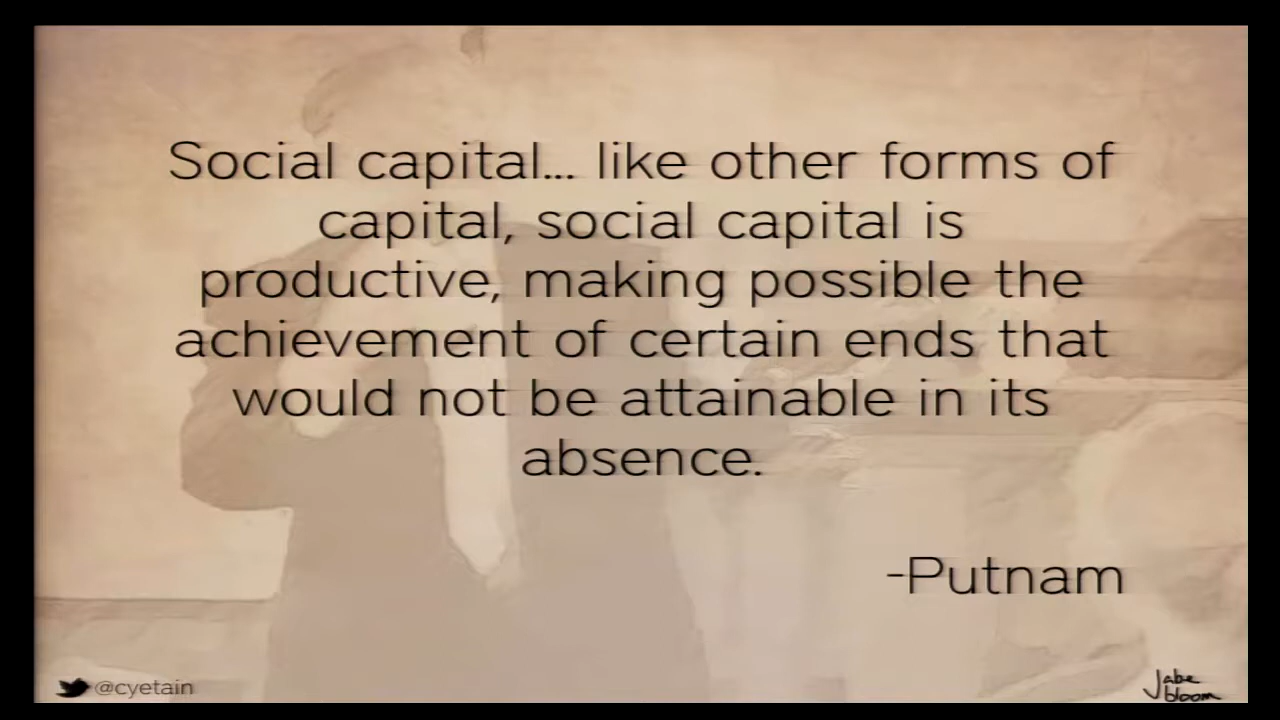 Social capital... like other forms of
capital, social capital is
productive, making possible the
achievement of certain ends that
would not be attainable in its
absence.
-Putnam
@cyetain
Jabe
bloom